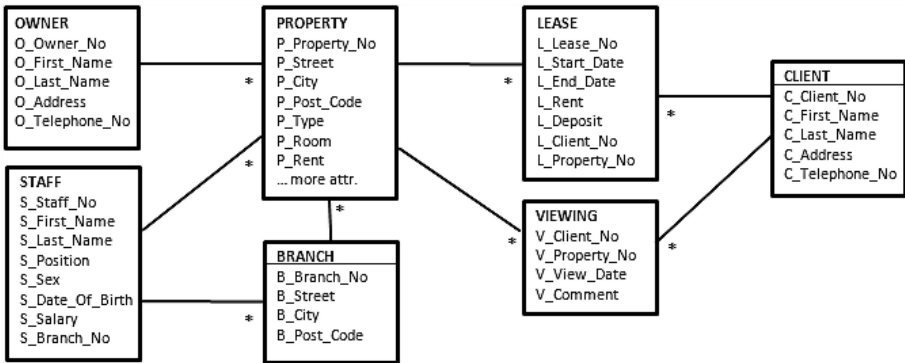 OWNER
O_Owner_No
O_First_Name
O_Last_Name
O_Address
O_Telephone_No
*
PROPERTY
P_Property_No
P_Street
P_City
P_Post_Code
P_Type
P_Room
P_Rent
... more attr.
*
*
LEASE
L_Lease_No
L_Start_Date
L_End_Date
L_Rent
L_Deposit
L_Client_No
L_Property_No
*
*
CLIENT
C_Client_No
C_First_Name
C_Last_Name
C_Address
C_Telephone_No
STAFF
S_Staff_No
S_First_Name
S_Last_Name
S_Position
S_Sex
S_Date_Of_Birth
S_Salary
S_Branch_No
*
BRANCH
B_Branch_No
B_Street
B_City
B_Post_Code
*
VIEWING
V_Client_No
V_Property_No
V_View_Date
V_Comment
*